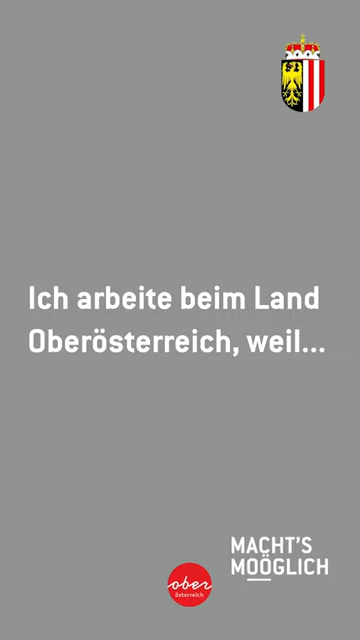 Ich arbeite beim Land
Oberösterreich, weil...
MACHT'S
MOÖGLICH
ober
österreich